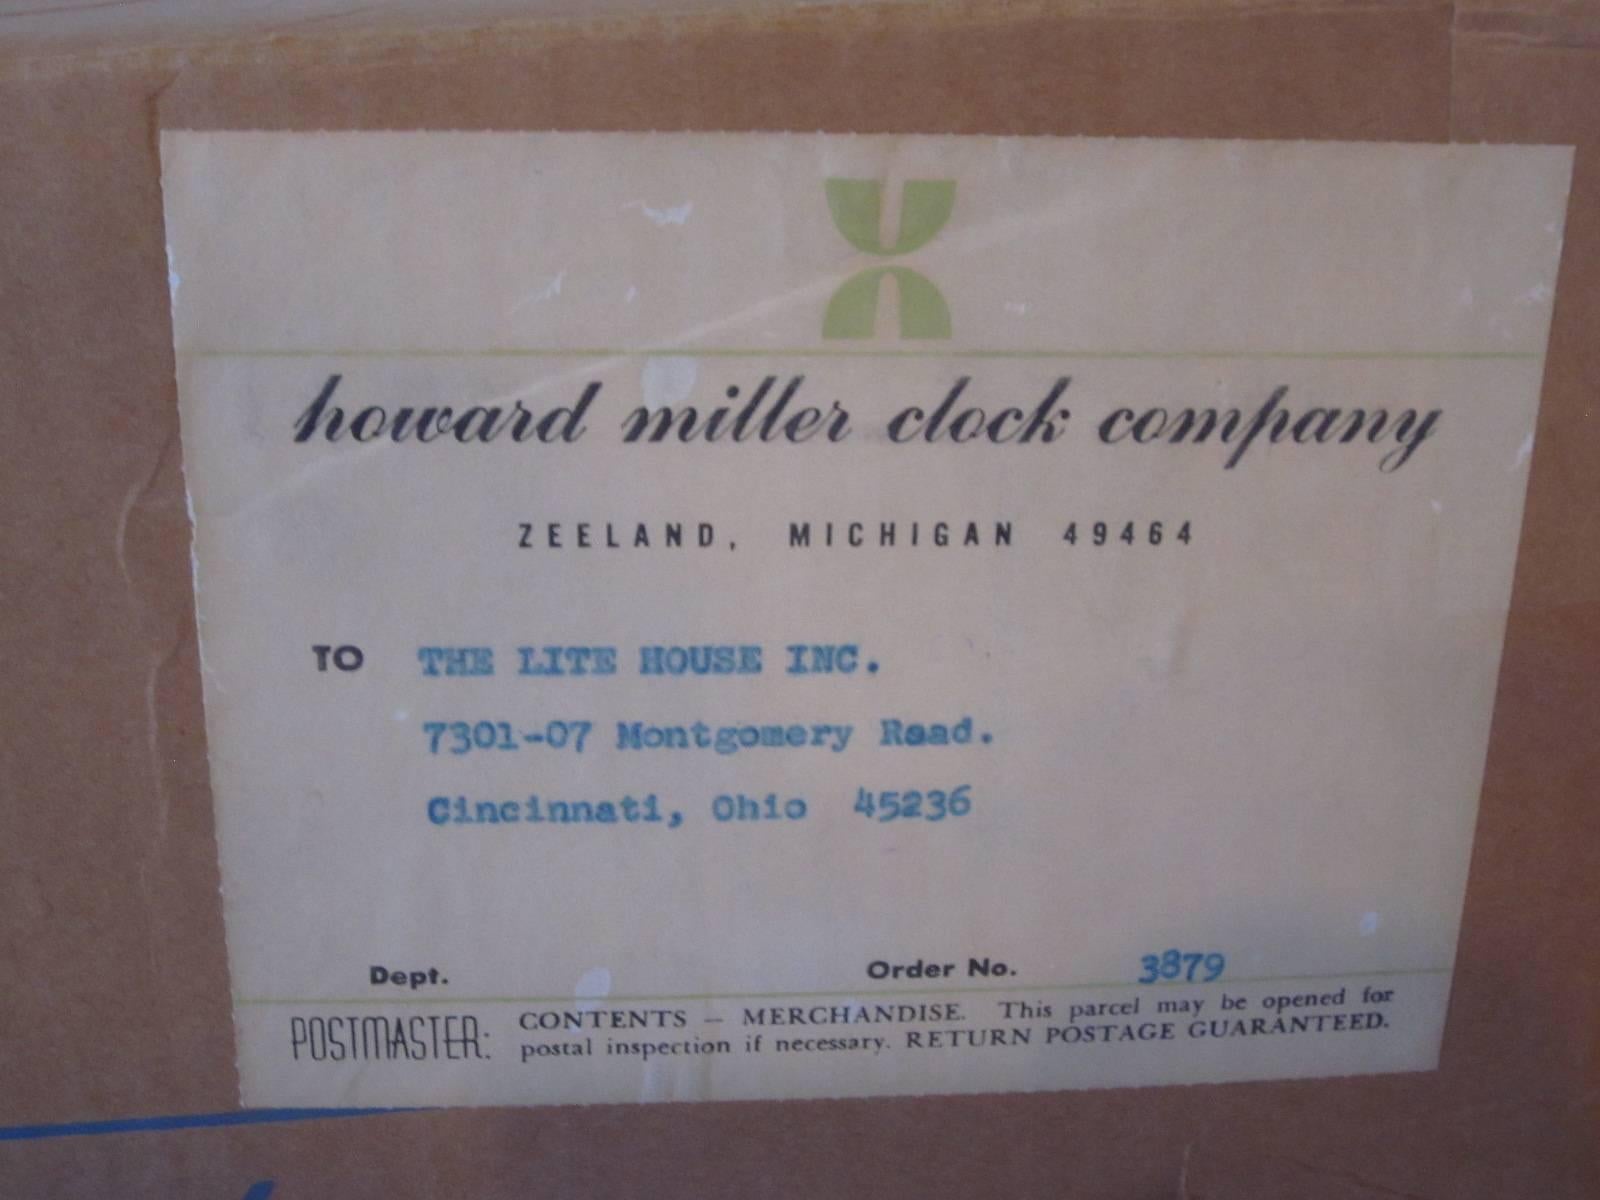 howard miller clock company
ZEELAND, MICHIGAN 49464
TO THE LITE HOUSE INC.
7301-07 Montgomery Road.
Cincinnati, Ohio 45236
Dept. Order No. 3879
POSTMASTER: CONTENTS — MERCHANDISE. This parcel may be opened for
postal inspection if necessary. RETURN POSTAGE GUARANTEED.